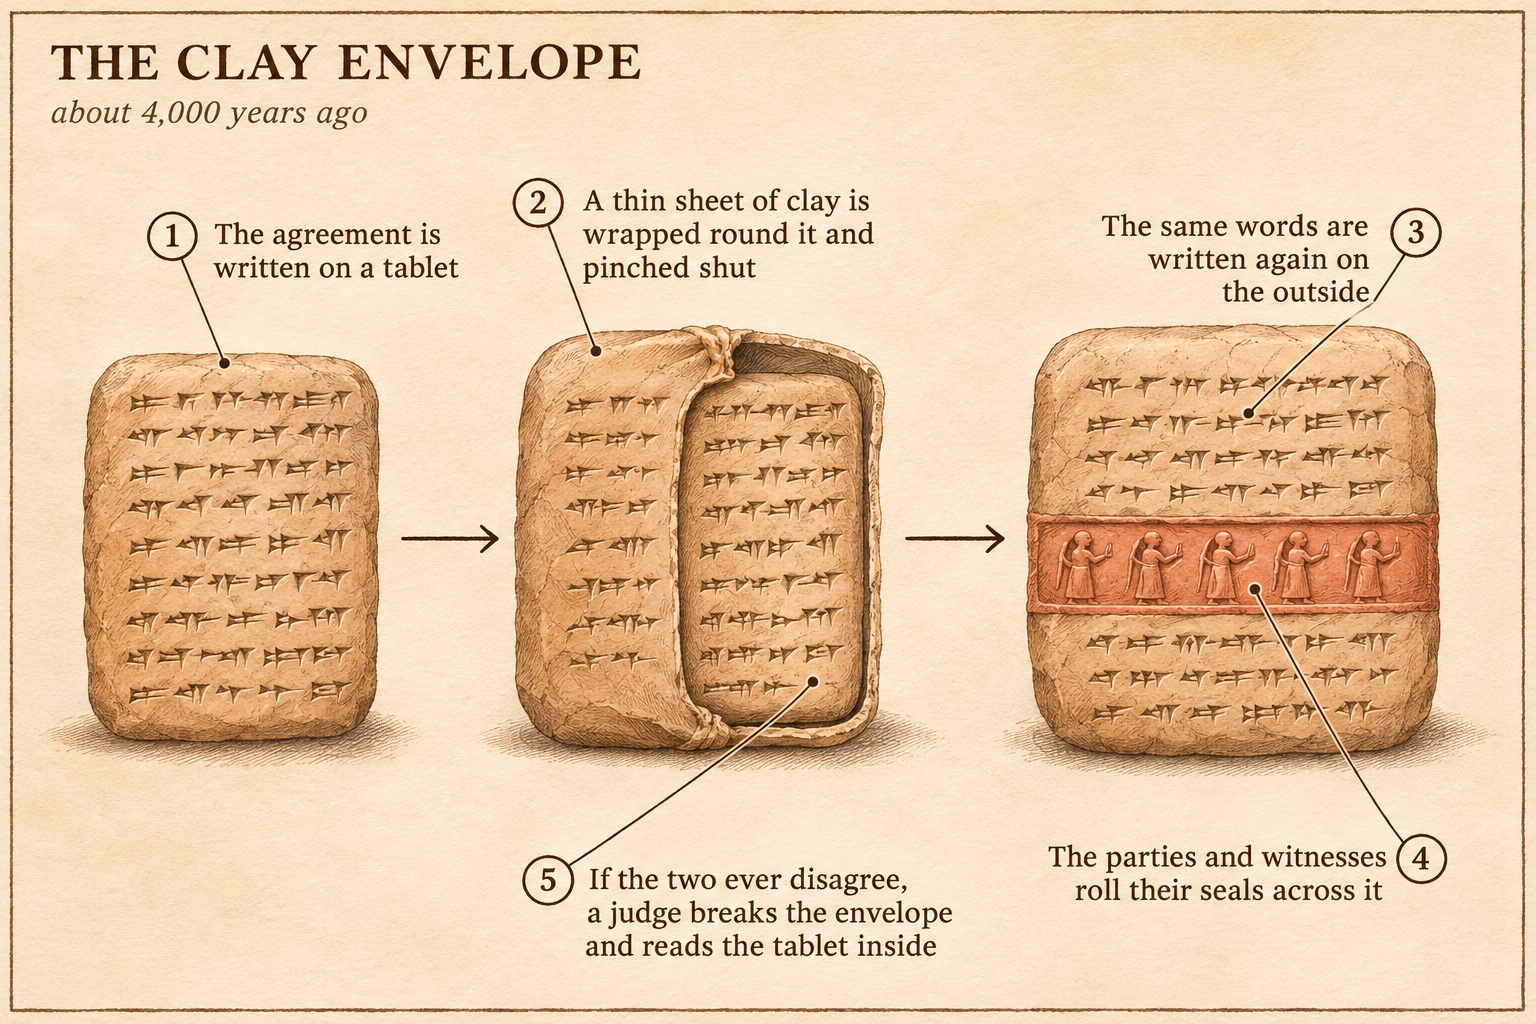 THE CLAY ENVELOPE
about 4,000 years ago
1
The agreement is
written on a tablet
2
A thin sheet of clay is
wrapped round it and
pinched shut
3
The same words are
written again on
the outside
4
The parties and witnesses
roll their seals across it
5
If the two ever disagree,
a judge breaks the envelope
and reads the tablet inside